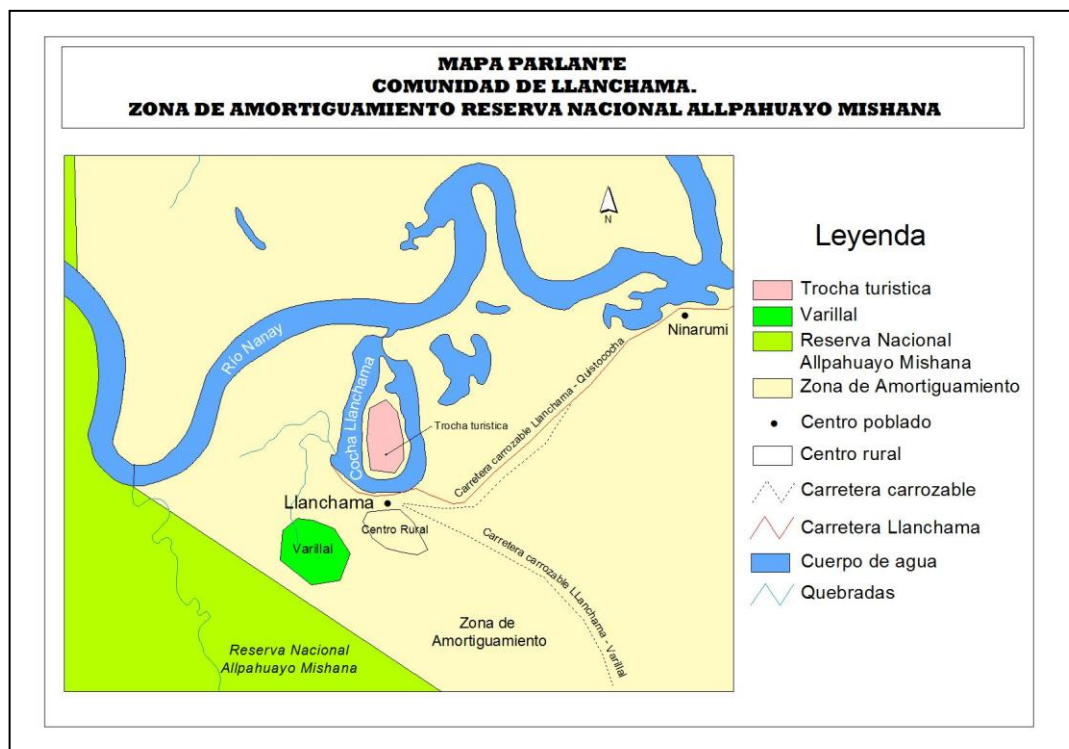 MAPA PARLANTE
COMUNIDAD DE LLANCHAMA.
ZONA DE AMORTIGUAMIENTO RESERVA NACIONAL ALLPAHUAYO MISHANA
N
Río Nanay
Ninarumi
Cocha Llanchama
Trocha turistica
Carretera carrozable Llanchama - Quistococha
Llanchama
Centro Rural
Varillal
Carretera carrozable LLanchama - Varillal
Zona de
Amortiguamiento
Reserva Nacional
Allpahuayo Mishana
Leyenda
Trocha turistica
Varillal
Reserva Nacional
Allpahuayo Mishana
Zona de Amortiguamiento
Centro poblado
Centro rural
Carretera carrozable
Carretera Llanchama
Cuerpo de agua
Quebradas